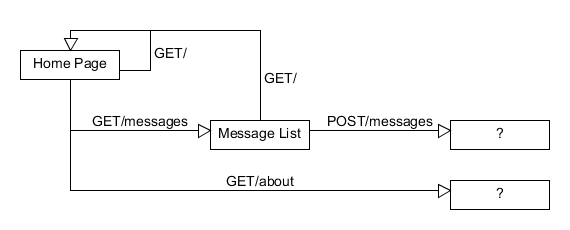 GET/
Home Page
GET/
GET/messages
Message List
POST/messages
?
GET/about
?